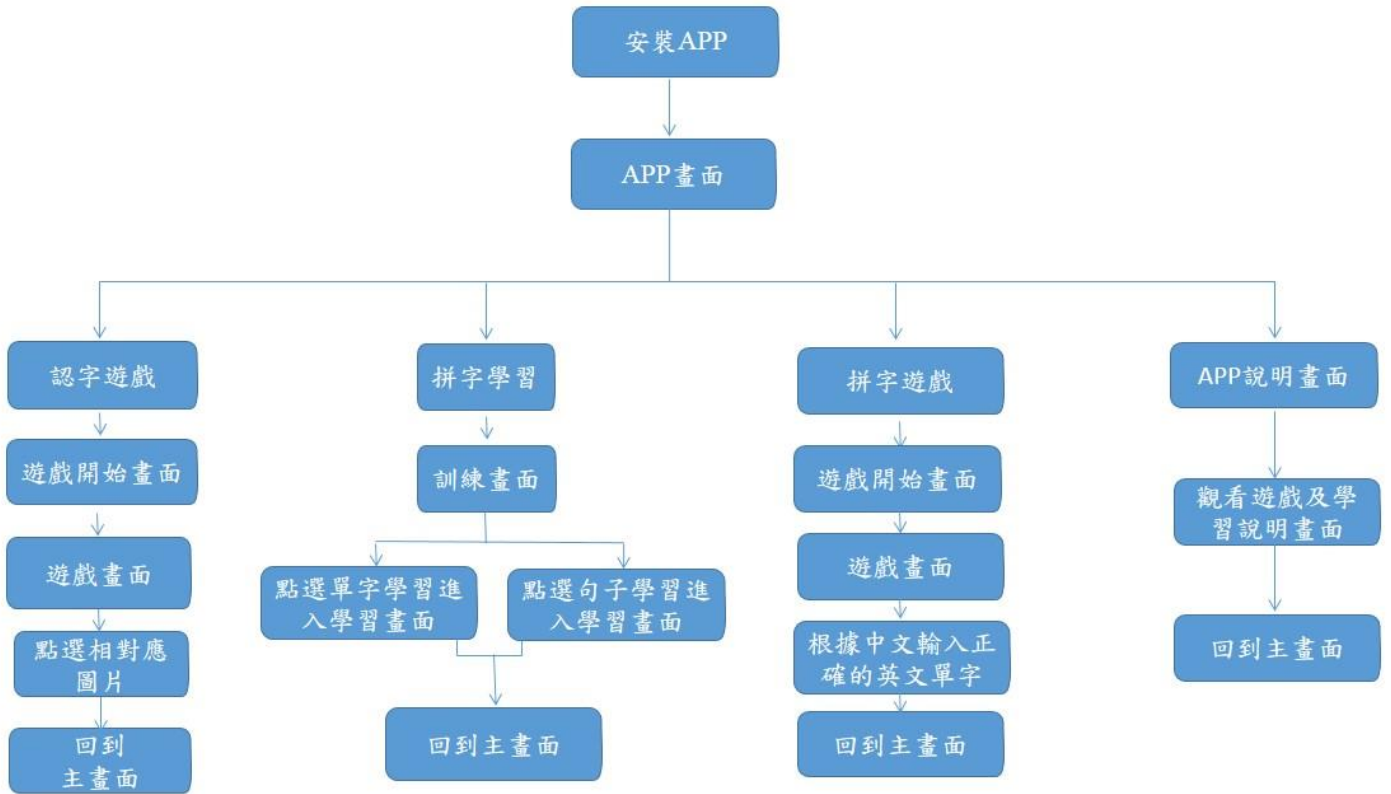 安裝APP
APP畫面
認字遊戲
遊戲開始畫面
遊戲畫面
點選相對應
圖片
回到
主畫面
拼字學習
訓練畫面
點選單字學習進
入學習畫面
點選句子學習進
入學習畫面
回到主畫面
拼字遊戲
遊戲開始畫面
遊戲畫面
根據中文輸入正
確的英文單字
回到主畫面
APP說明畫面
觀看遊戲及學
習說明畫面
回到主畫面